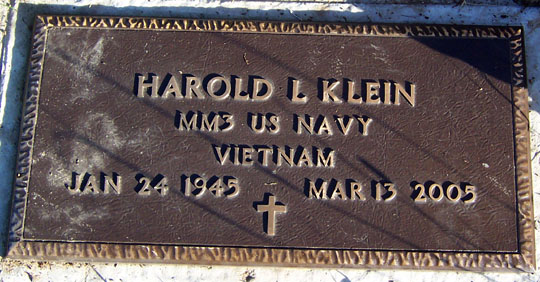 HAROLD L KLEIN
MM3 US NAVY
VIETNAM
JAN 24 1945 – MAR 13 2005